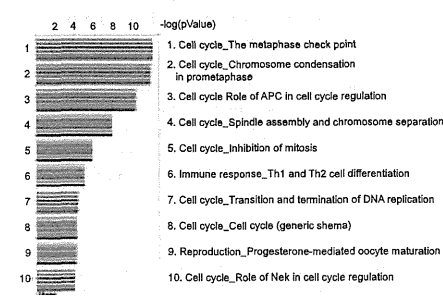 2 4 6 8 10 -log(pValue)
1 1. Cell cycle_The metaphase check point
2 2. Cell cycle_Chromosome condensation
in prometaphase
3 3. Cell cycle Role of APC in cell cycle regulation
4 4. Cell cycle_Spindle assembly and chromosome separation
5 5. Cell cycle_Inhibition of mitosis
6 6. Immune response_Th1 and Th2 cell differentiation
7 7. Cell cycle_Transition and termination of DNA replication
8 8. Cell cycle_Cell cycle (generic shema)
9 9. Reproduction_Progesterone-mediated oocyte maturation
10 10. Cell cycle_Role of Nek in cell cycle regulation